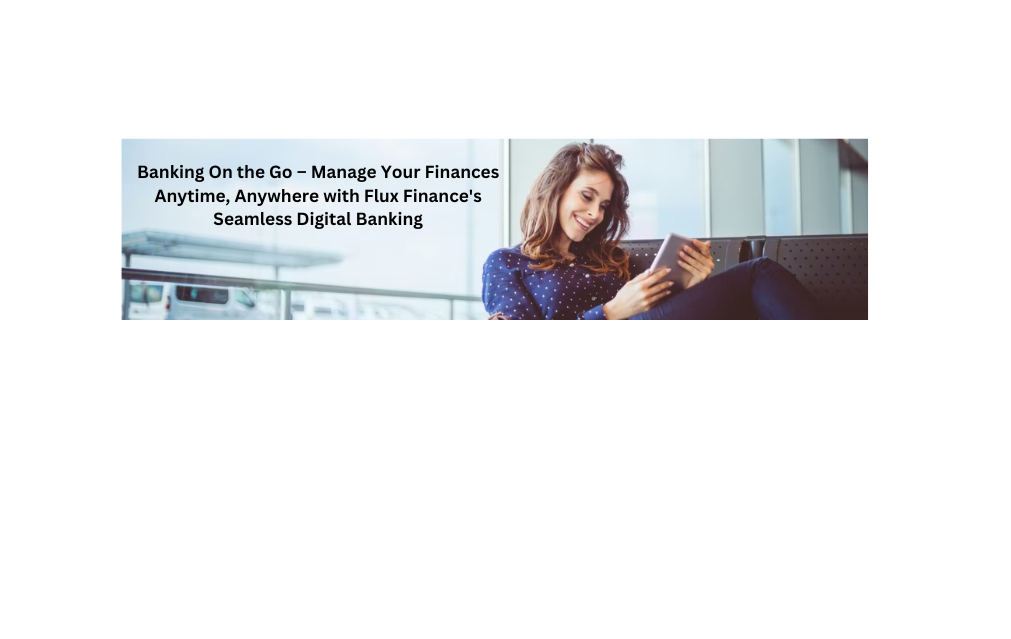 Banking On the Go – Manage Your Finances
Anytime, Anywhere with Flux Finance's
Seamless Digital Banking